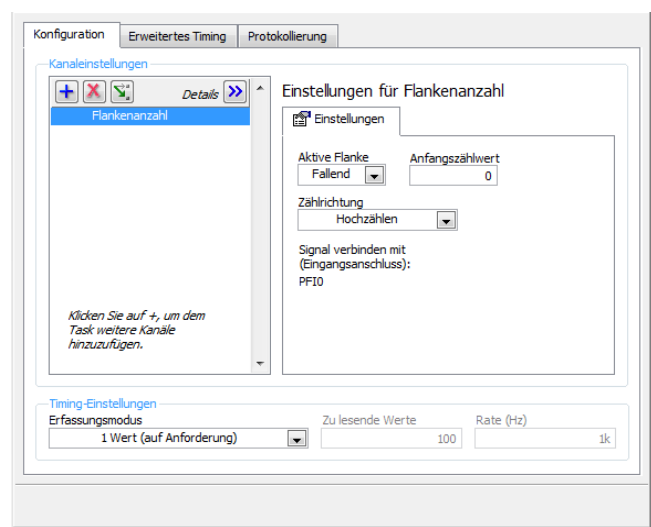 Konfiguration
Erweitertes Timing
Protokollierung
Kanaleinstellungen
Details
Flankenanzahl
Klicken Sie auf +, um dem
Task weitere Kanäle
hinzuzufügen.
Einstellungen für Flankenanzahl
Einstellungen
Aktive Flanke
Anfangszählwert
Fallend
0
Zählrichtung
Hochzählen
Signal verbinden mit
(Eingangsanschluss):
PFI0
Timing-Einstellungen
Erfassungsmodus
Zu lesende Werte
Rate (Hz)
1 Wert (auf Anforderung)
100
1k